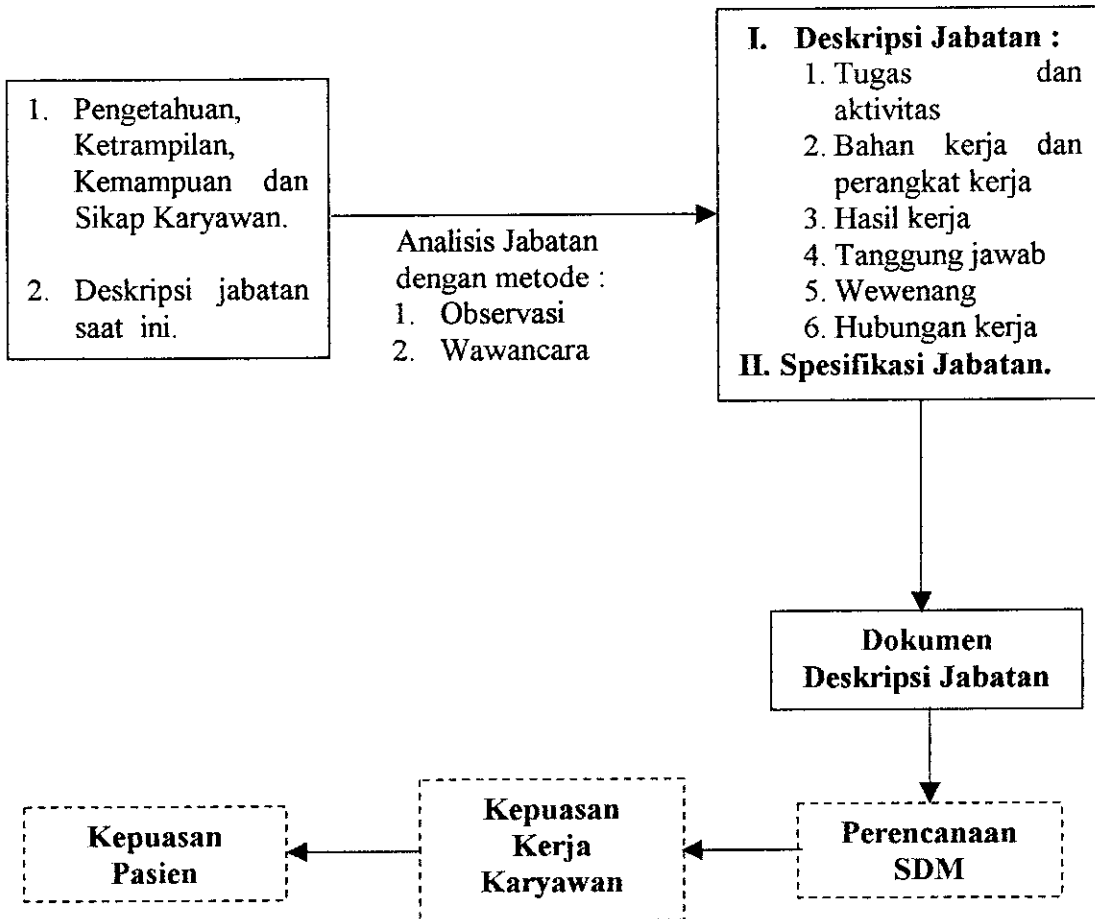 1. Pengetahuan,
Ketrampilan,
Kemampuan dan
Sikap Karyawan.
2. Deskripsi jabatan
saat ini.
Analisis Jabatan
dengan metode :
1. Observasi
2. Wawancara
I. Deskripsi Jabatan :
1. Tugas dan
aktivitas
2. Bahan kerja dan
perangkat kerja
3. Hasil kerja
4. Tanggung jawab
5. Wewenang
6. Hubungan kerja
II. Spesifikasi Jabatan.
Dokumen
Deskripsi Jabatan
Perencanaan
SDM
Kepuasan
Kerja
Karyawan
Kepuasan
Pasien